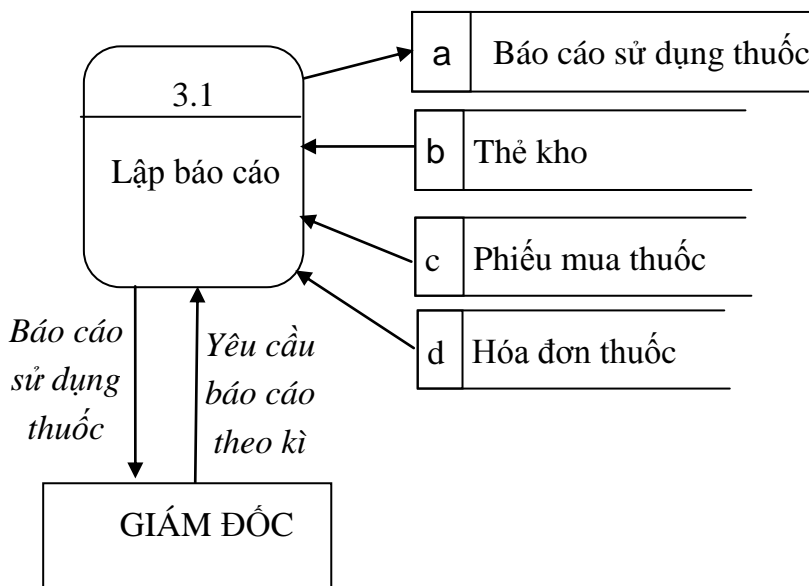 a Báo cáo sử dụng thuốc
3.1
Lập báo cáo
b Thẻ kho
c Phiếu mua thuốc
d Hóa đơn thuốc
Báo cáo
sử dụng
thuốc
Yêu cầu
báo cáo
theo kì
GIÁM ĐỐC